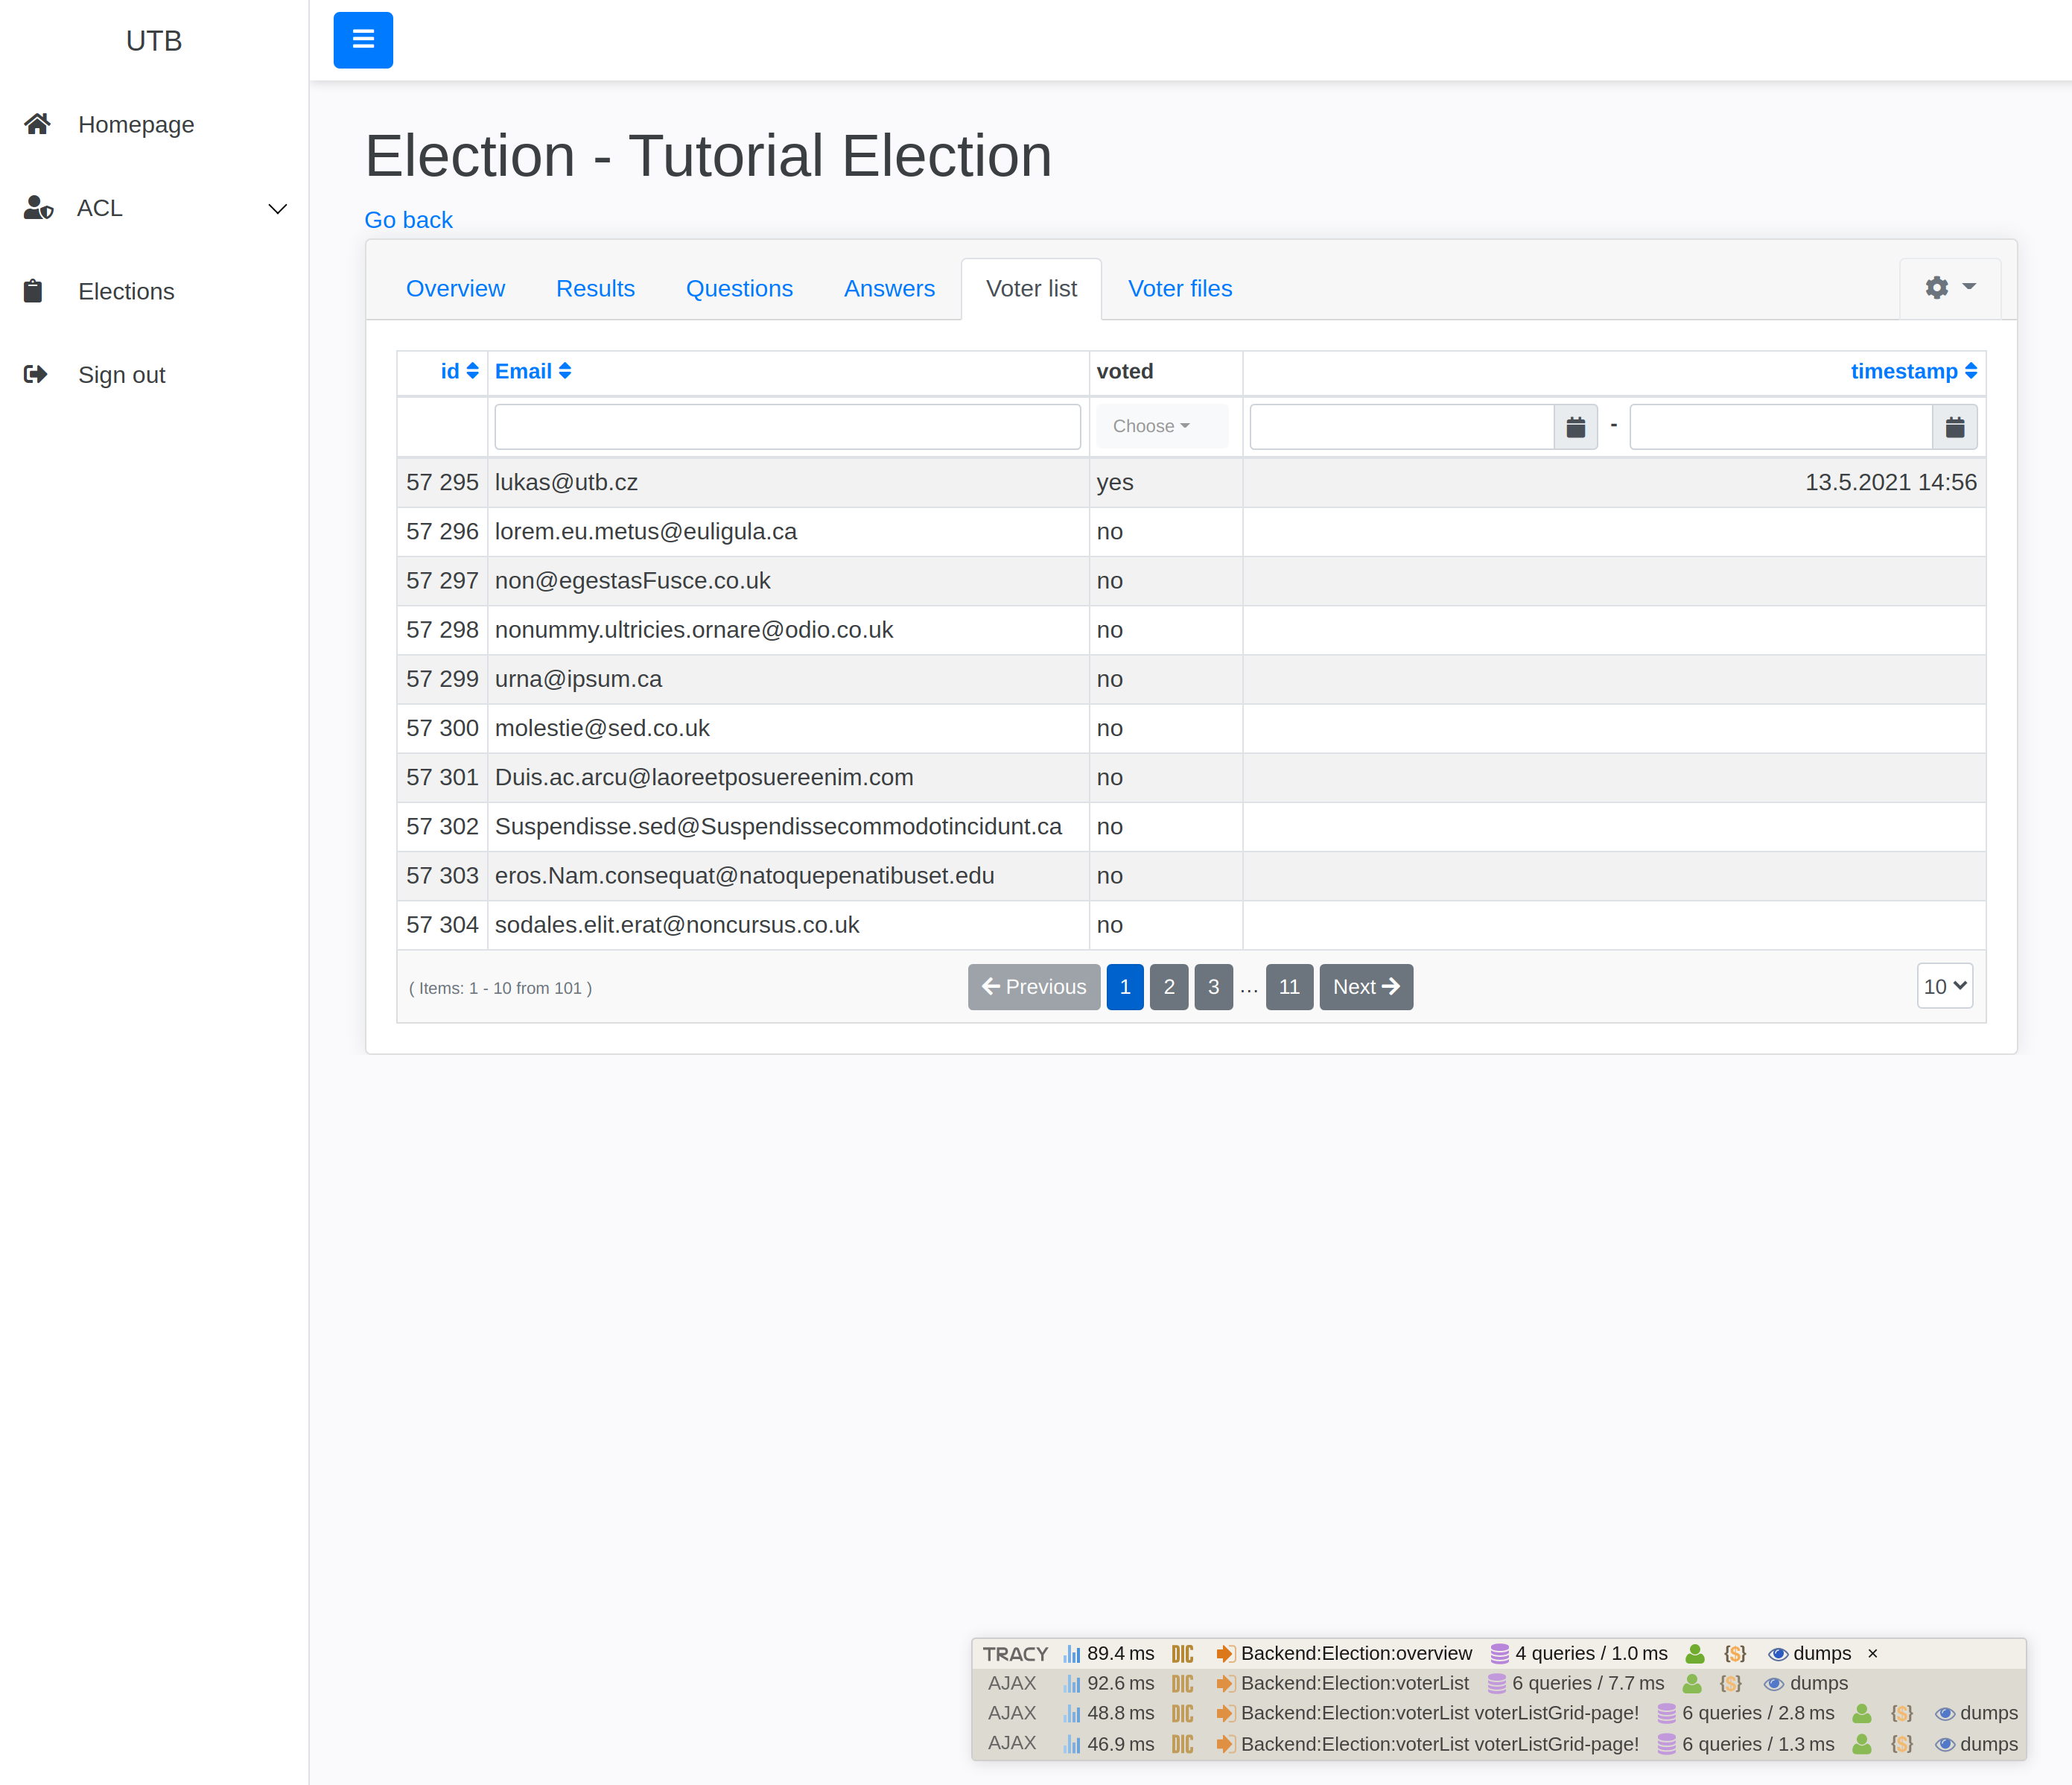 UTB
Homepage
ACL
Elections
Sign out
Election - Tutorial Election
Go back
Overview Results Questions Answers Voter list Voter files
id Email voted timestamp
Choose -
57 295 lukas@utb.cz yes 13.5.2021 14:56
57 296 lorem.eu.metus@euligula.ca no
57 297 non@egestasFusce.co.uk no
57 298 nonummy.ultricies.ornare@odio.co.uk no
57 299 urna@ipsum.ca no
57 300 molestie@sed.co.uk no
57 301 Duis.ac.arcu@laoreetposuereenim.com no
57 302 Suspendisse.sed@Suspendissecommodotincidunt.ca no
57 303 eros.Nam.consequat@natoquepenatibuset.edu no
57 304 sodales.elit.erat@noncursus.co.uk no
( Items: 1 - 10 from 101 ) Previous 1 2 3 … 11 Next 10
TRACY 89.4 ms DIC Backend:Election:overview 4 queries / 1.0 ms {$} dumps ×
AJAX 92.6 ms DIC Backend:Election:voterList 6 queries / 7.7 ms {$} dumps
AJAX 48.8 ms DIC Backend:Election:voterList voterListGrid-page! 6 queries / 2.8 ms {$} dumps
AJAX 46.9 ms DIC Backend:Election:voterList voterListGrid-page! 6 queries / 1.3 ms {$} dumps